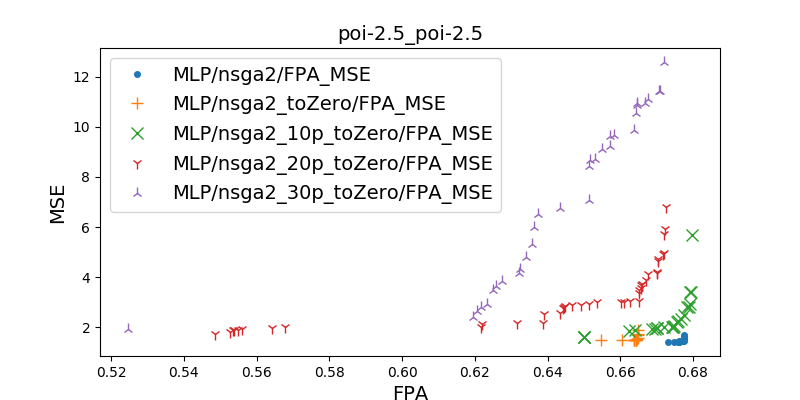 poi-2.5_poi-2.5
MLP/nsga2/FPA_MSE
MLP/nsga2_toZero/FPA_MSE
MLP/nsga2_10p_toZero/FPA_MSE
MLP/nsga2_20p_toZero/FPA_MSE
MLP/nsga2_30p_toZero/FPA_MSE
MSE
12
10
8
6
4
2
0.52 0.54 0.56 0.58 0.60 0.62 0.64 0.66 0.68
FPA